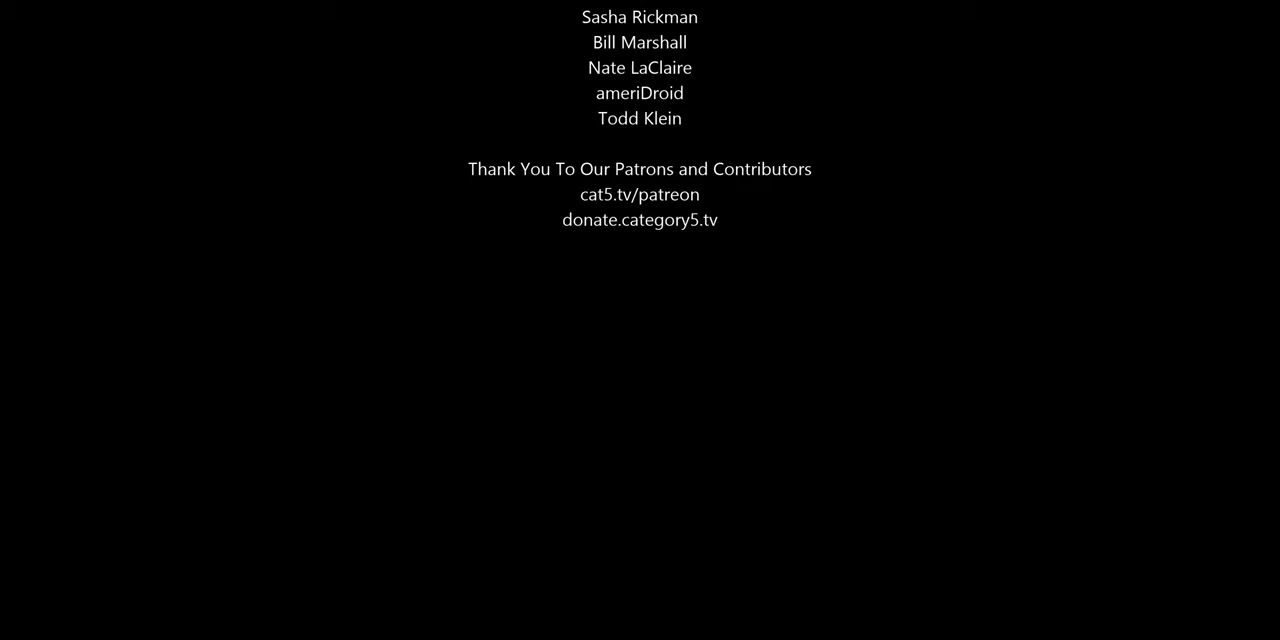 Sasha Rickman
Bill Marshall
Nate LaClaire
ameriDroid
Todd Klein
Thank You To Our Patrons and Contributors
cat5.tv/patreon
donate.category5.tv